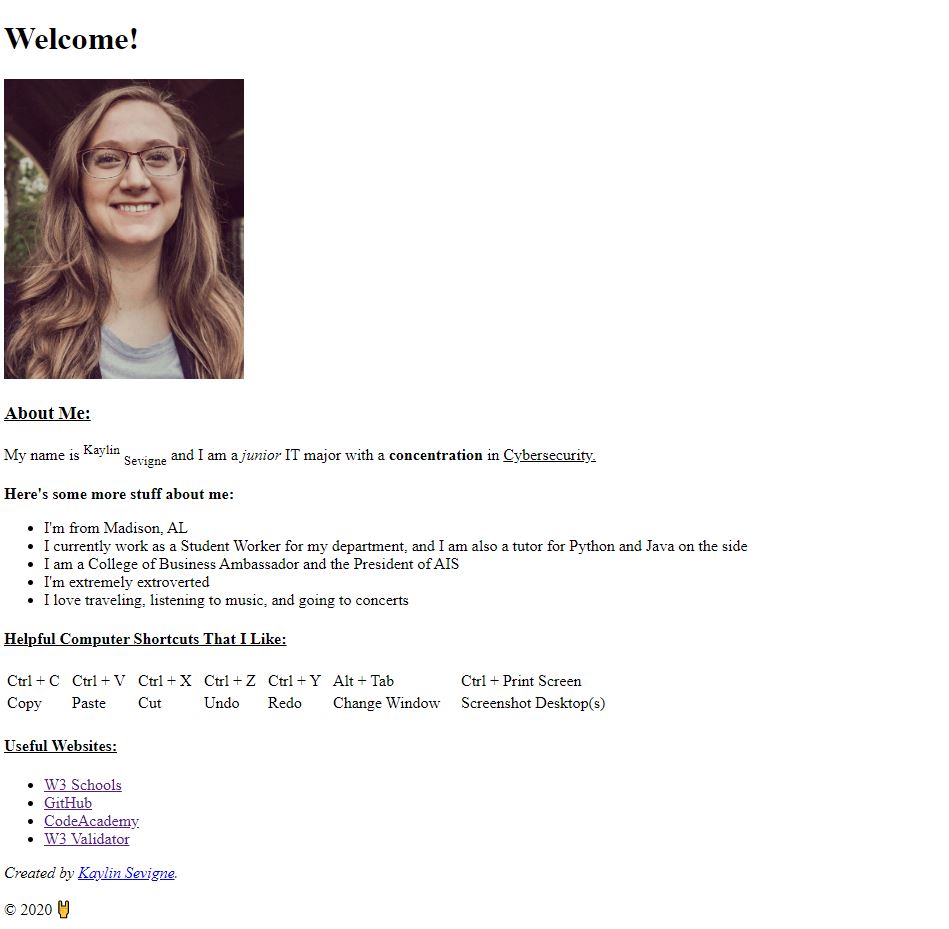 Welcome!
About Me:
My name is Kaylin Sevigne and I am a junior IT major with a concentration in Cybersecurity.
Here's some more stuff about me:
• I'm from Madison, AL
• I currently work as a Student Worker for my department, and I am also a tutor for Python and Java on the side
• I am a College of Business Ambassador and the President of AIS
• I'm extremely extroverted
• I love traveling, listening to music, and going to concerts
Helpful Computer Shortcuts That I Like:
Ctrl + C Ctrl + V Ctrl + X Ctrl + Z Ctrl + Y Alt + Tab Ctrl + Print Screen
Copy Paste Cut Undo Redo Change Window Screenshot Desktop(s)
Useful Websites:
• W3 Schools
• GitHub
• CodeAcademy
• W3 Validator
Created by Kaylin Sevigne.
© 2020 🤘